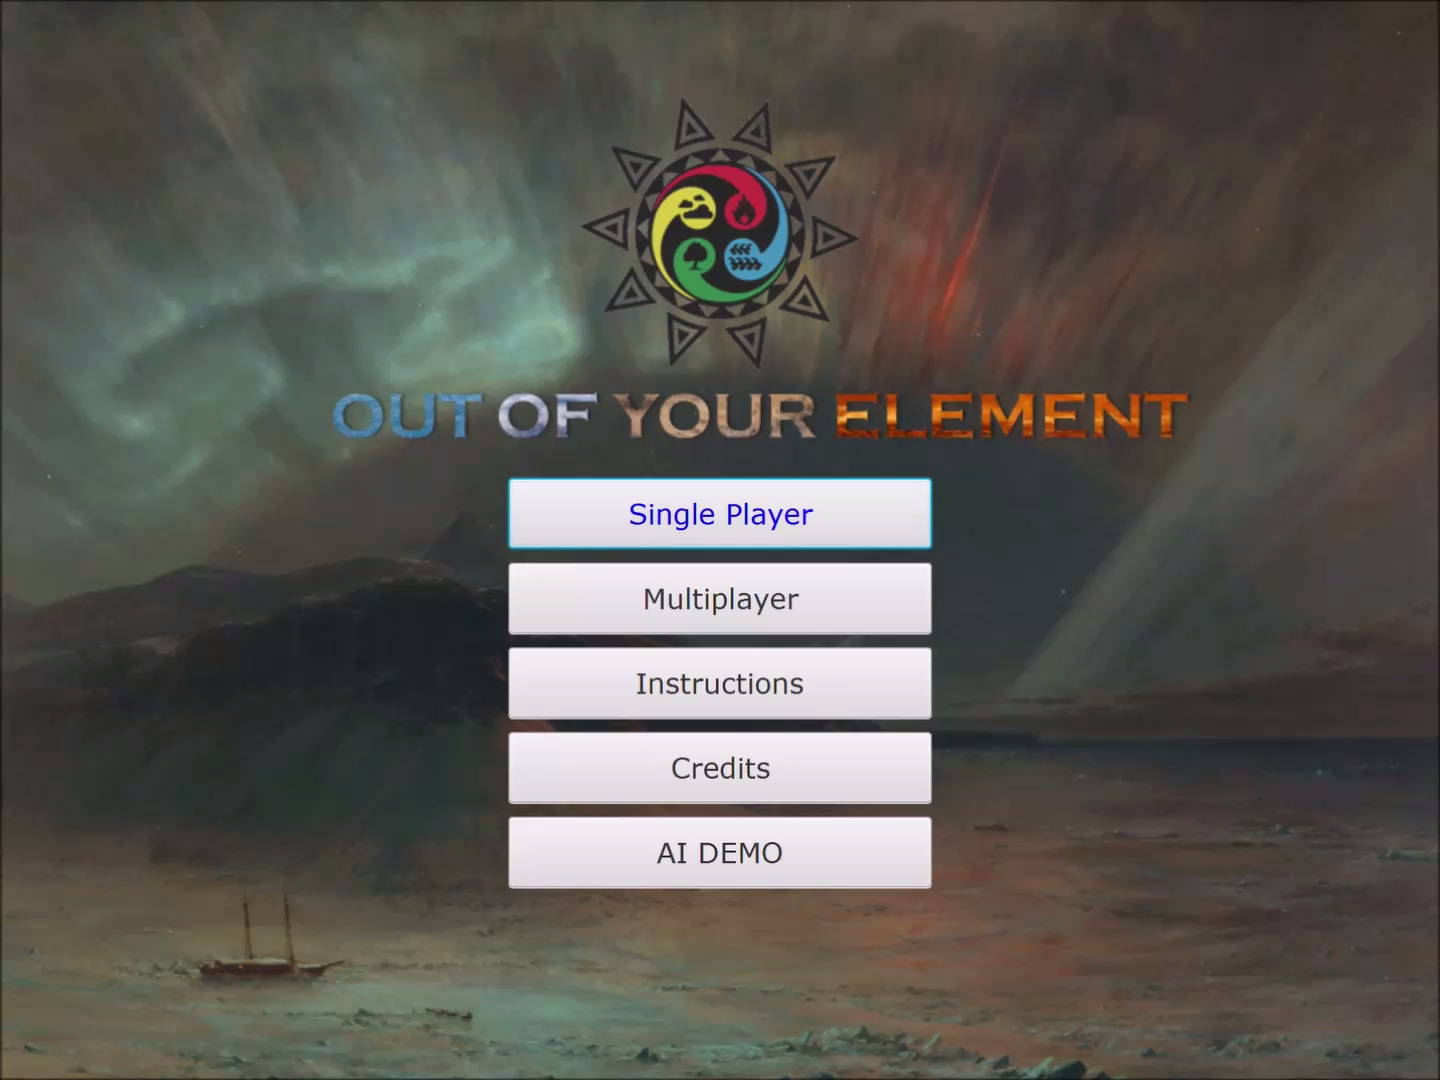 OUT OF YOUR ELEMENT
Single Player
Multiplayer
Instructions
Credits
AI DEMO